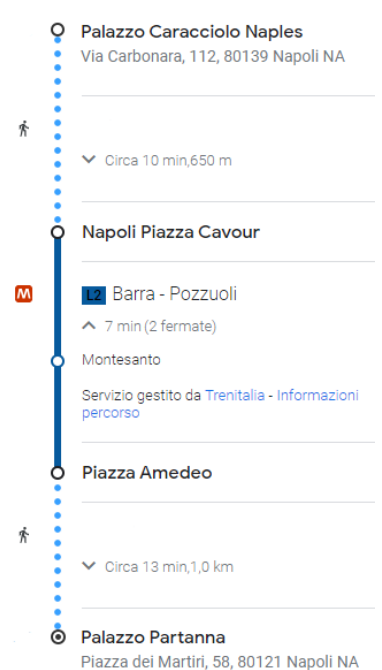 Palazzo Caracciolo Naples
Via Carbonara, 112, 80139 Napoli NA
Circa 10 min,650 m
Napoli Piazza Cavour
M
L2 Barra - Pozzuoli
7 min (2 fermate)
Montesanto
Servizio gestito da Trenitalia - Informazioni
percorso
Piazza Amedeo
Circa 13 min,1,0 km
Palazzo Partanna
Piazza dei Martiri, 58, 80121 Napoli NA